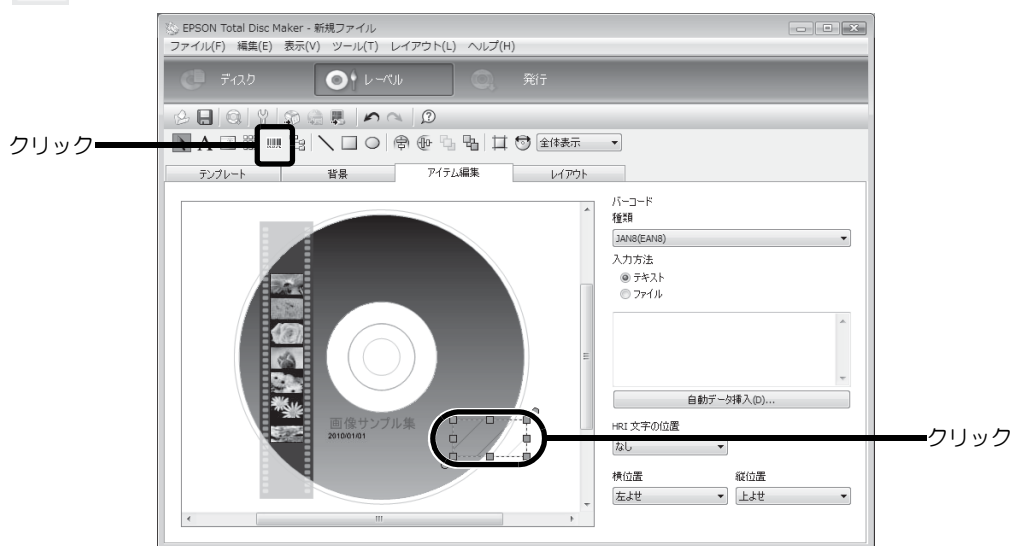 EPSON Total Disc Maker - 新規ファイル
ファイル(F) 編集(E) 表示(V) ツール(T) レイアウト(L) ヘルプ(H)
ディスク レーベル 発行
クリック
A 全体表示
テンプレート 背景 アイテム編集 レイアウト
バーコード
種類
JAN8(EAN8)
入力方法
テキスト
ファイル
自動データ挿入(D)...
画像サンプル集
2010/01/01
HRI 文字の位置
なし
クリック
横位置 縦位置
左よせ 上よせ